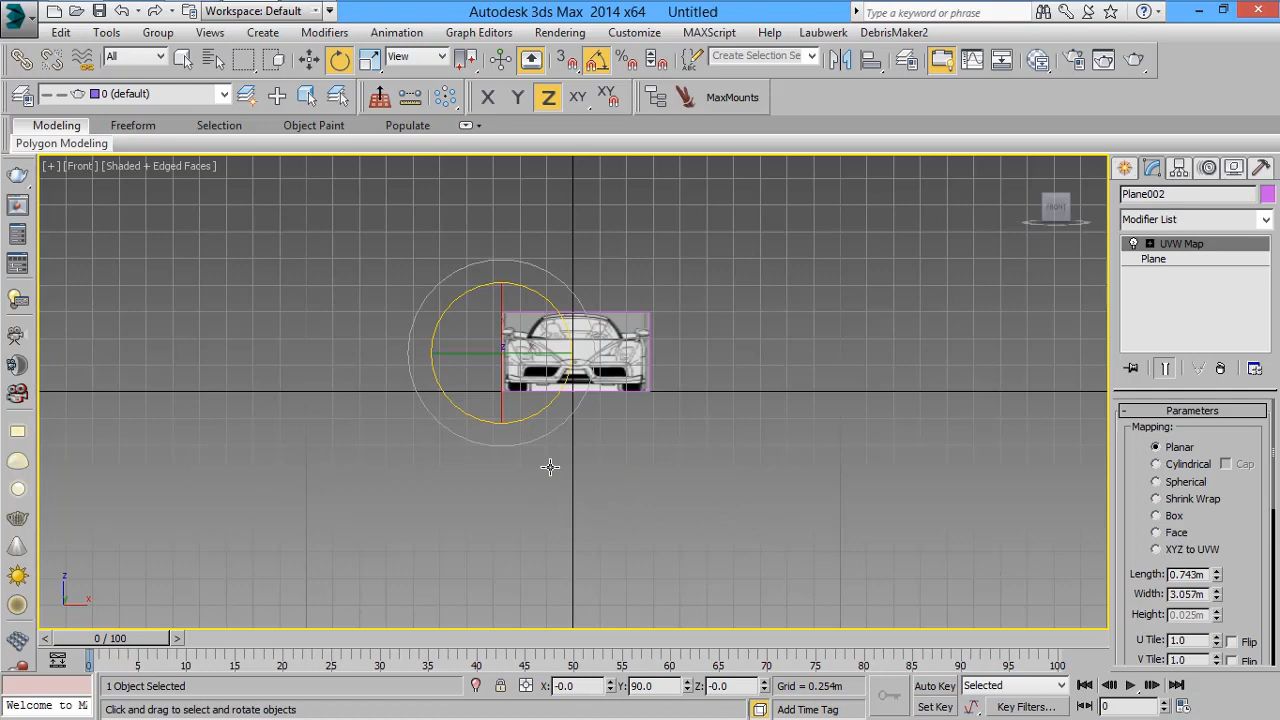 Workspace: Default
Autodesk 3ds Max 2014 x64 Untitled
Type a keyword or phrase
Edit Tools Group Views Create Modifiers Animation Graph Editors Rendering Customize MAXScript Help Laubwerk DebrisMaker2
All View 3 Create Selection Se
0 (default) X Y Z XY XY MaxMounts
Modeling Freeform Selection Object Paint Populate
Polygon Modeling
[+] [Front] [Shaded + Edged Faces]
FRONT
Plane002
Modifier List
UVW Map
Plane
Parameters
Mapping:
Planar
Cylindrical Cap
Spherical
Shrink Wrap
Box
Face
XYZ to UVW
Length: 0.743m
Width: 3.057m
Height: 0.025m
U Tile: 1.0 Flip
V Tile: 1.0 Flip
z
z
x
< 0 / 100 >
0 5 10 15 20 25 30 35 40 45 50 55 60 65 70 75 80 85 90 95 100
1 Object Selected X: -0.0 Y: 90.0 Z: -0.0 Grid = 0.254m Auto Key Selected
Welcome to M Click and drag to select and rotate objects Add Time Tag Set Key Key Filters... 0